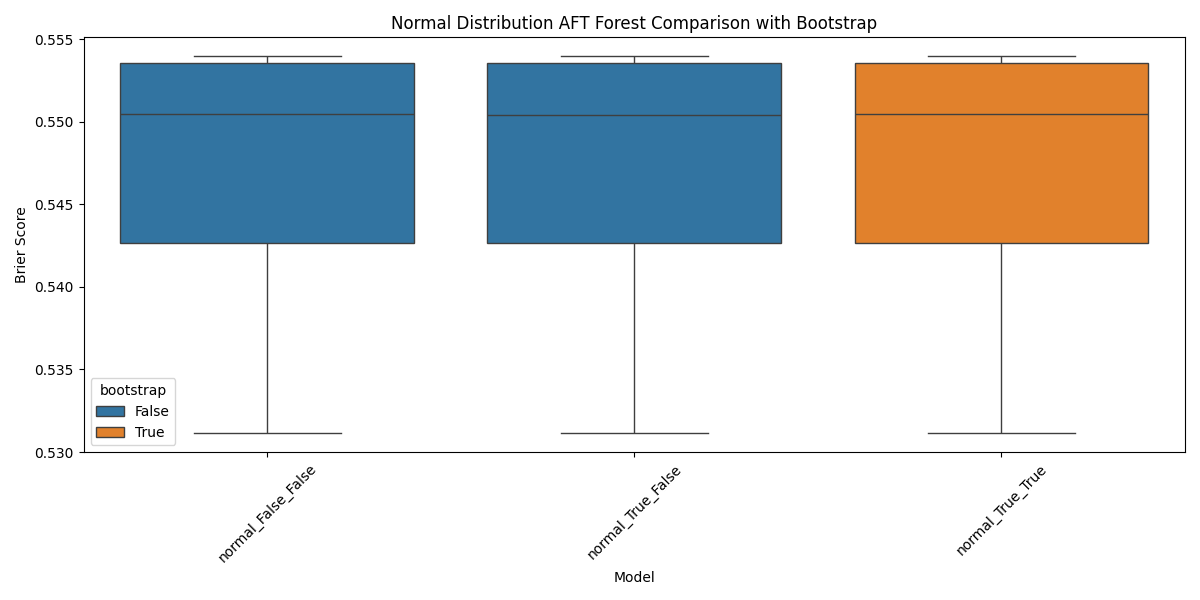 Normal Distribution AFT Forest Comparison with Bootstrap
Brier Score
0.555
0.550
0.545
0.540
0.535
0.530
bootstrap
False
True
normal_False_False
normal_True_False
normal_True_True
Model